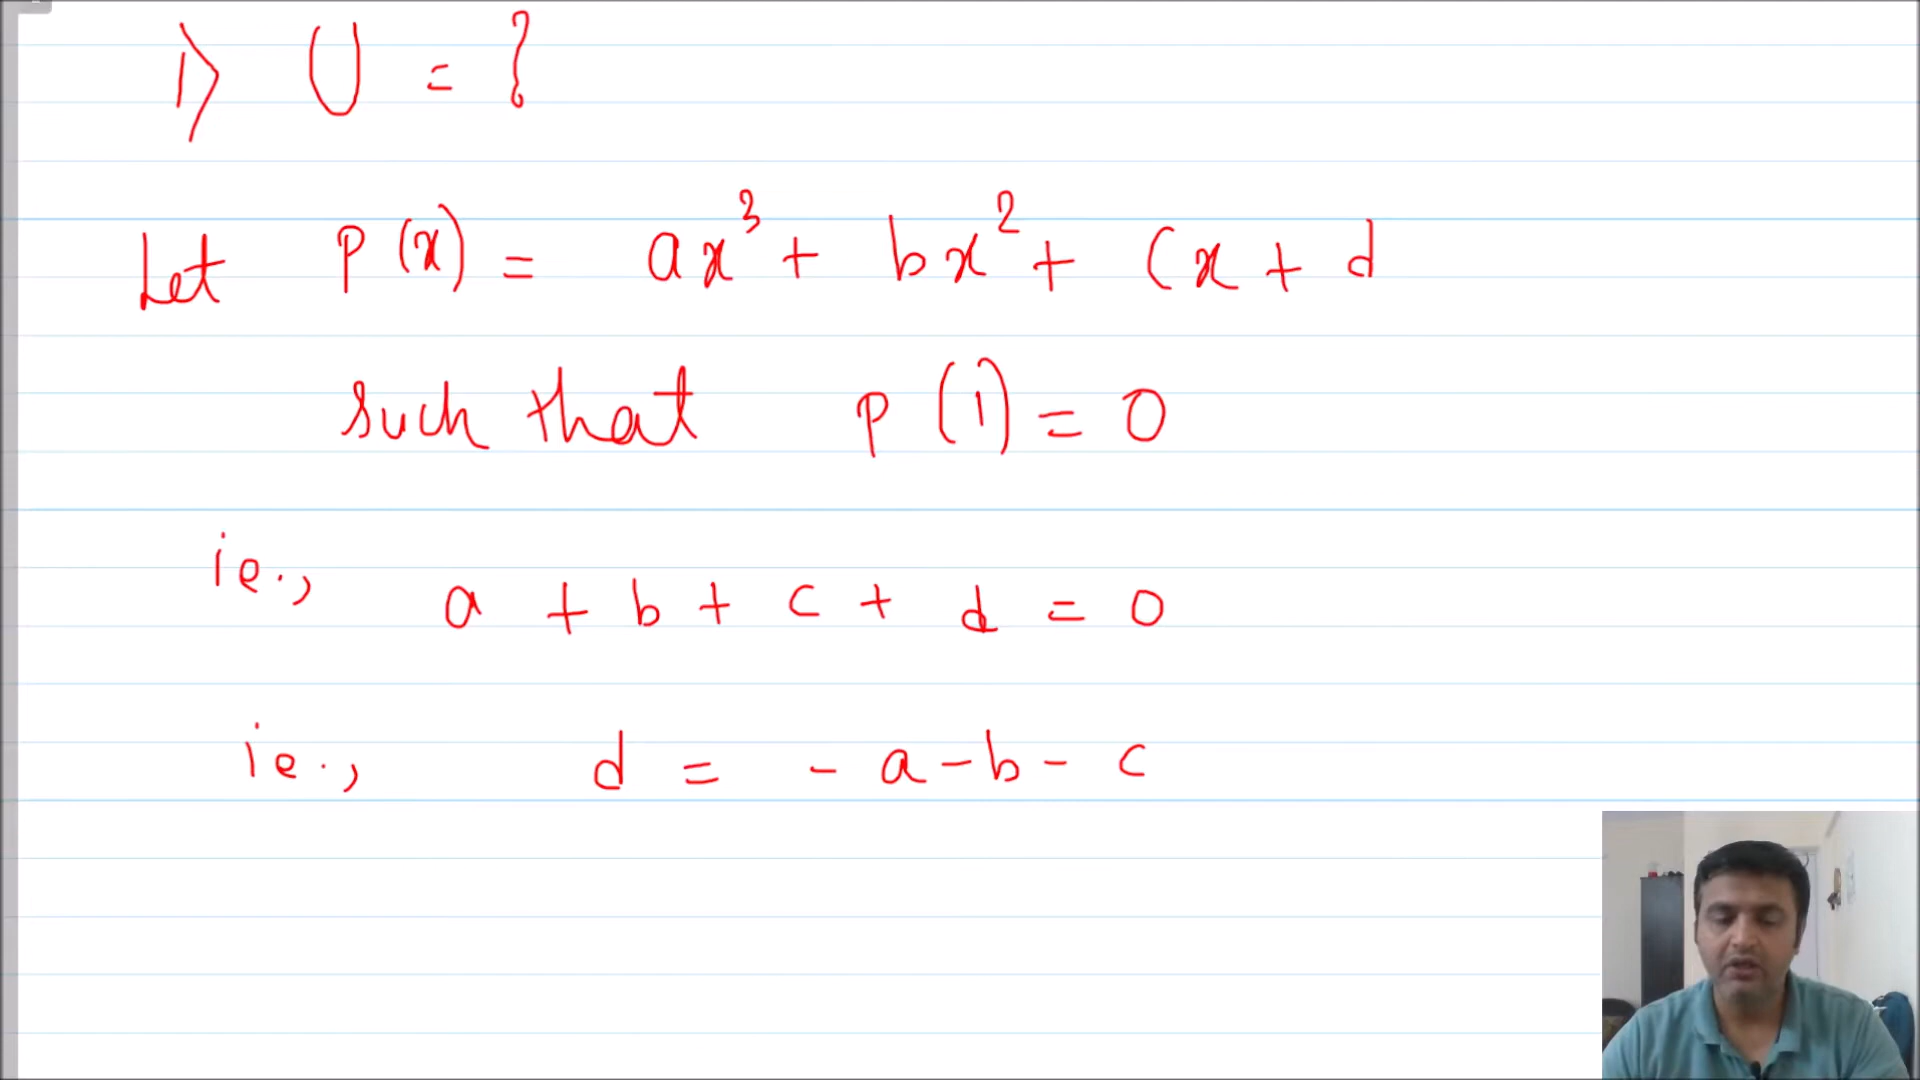 1) U = ?
Let p(x) = ax³ + bx² + cx + d
such that p(1) = 0
ie., a + b + c + d = 0
ie., d = - a - b - c